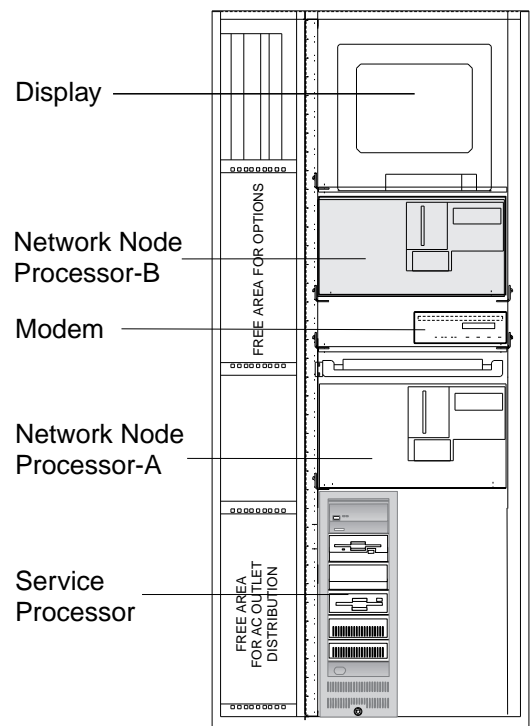 Display
Network Node
Processor-B
FREE AREA FOR OPTIONS
Modem
Network Node
Processor-A
Service
Processor
FREE AREA
FOR AC OUTLET
DISTRIBUTION